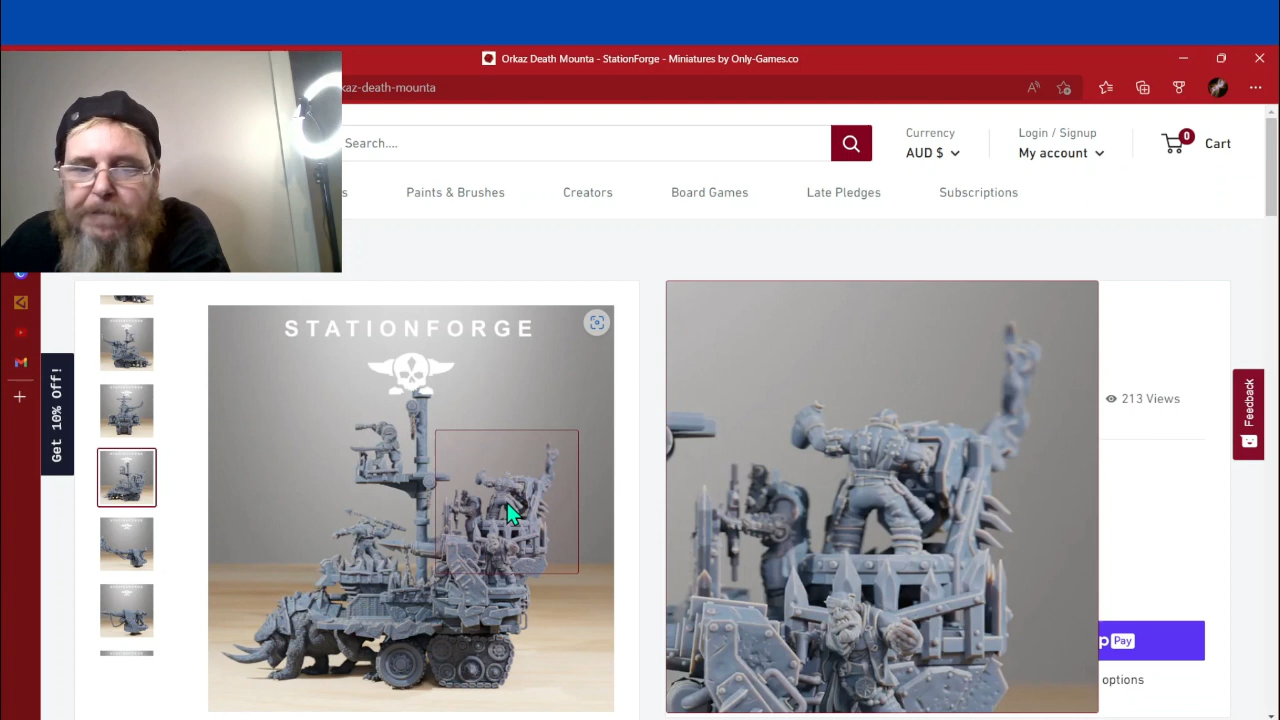 Orkaz Death Mounta - StationForge - Miniatures by Only-Games.co
kaz-death-mounta
Search....
Currency
AUD $
Login / Signup
My account
0
Cart
s
Paints & Brushes
Creators
Board Games
Late Pledges
Subscriptions
STATIONFORGE
Get 10% Off!
213 Views
Feedback
p Pay
options